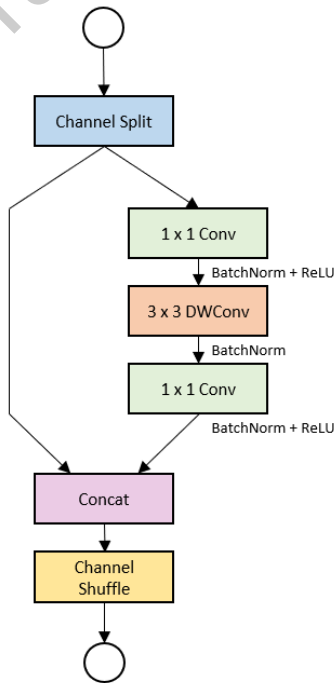 Channel Split
1 x 1 Conv
BatchNorm + ReLU
3 x 3 DWConv
BatchNorm
1 x 1 Conv
BatchNorm + ReLU
Concat
Channel
Shuffle